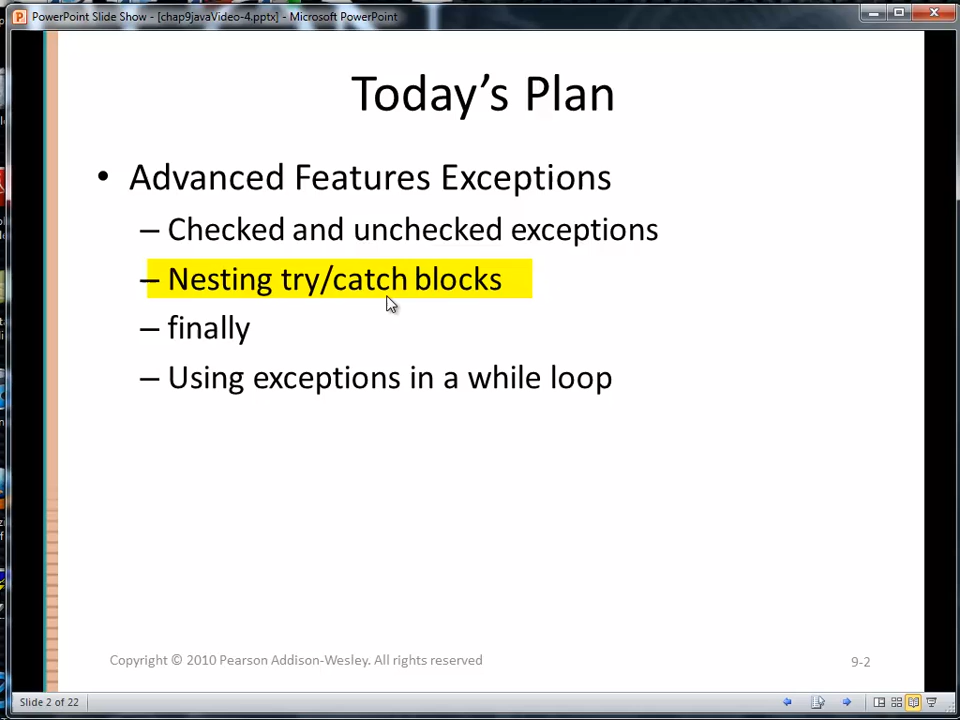 PowerPoint Slide Show - [chap9javaVideo-4.pptx] - Microsoft PowerPoint
Today's Plan
• Advanced Features Exceptions
– Checked and unchecked exceptions
– Nesting try/catch blocks
– finally
– Using exceptions in a while loop
Copyright © 2010 Pearson Addison-Wesley. All rights reserved
9-2
Slide 2 of 22